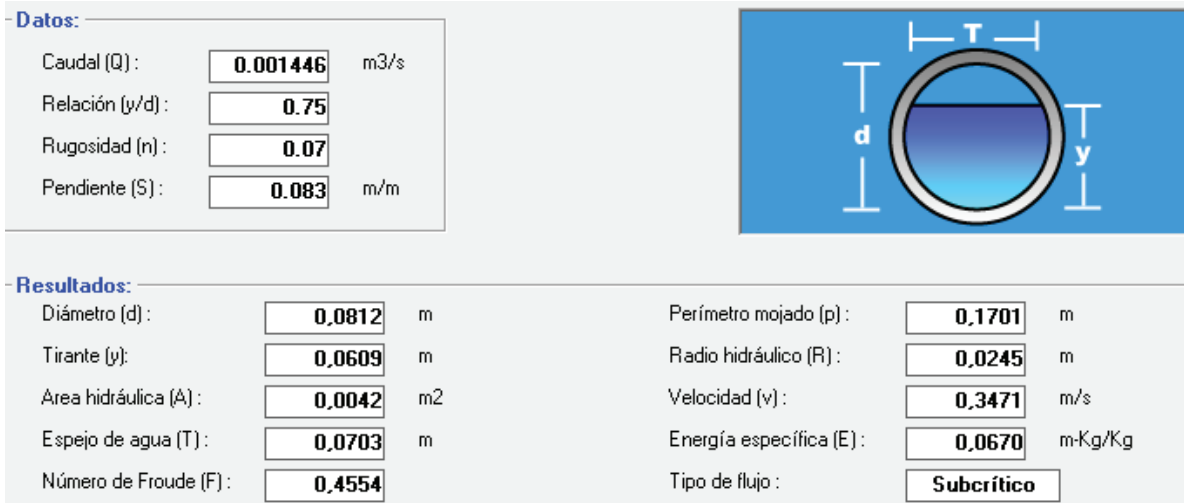 Datos:
Caudal (Q) : 0.001446 m3/s
Relación (y/d) : 0.75
Rugosidad (n) : 0.07
Pendiente (S) : 0.083 m/m
T
d
y
Resultados:
Diámetro (d) : 0,0812 m
Perímetro mojado (p) : 0,1701 m
Tirante (y): 0,0609 m
Radio hidráulico (R) : 0,0245 m
Area hidráulica (A) : 0,0042 m2
Velocidad (v) : 0,3471 m/s
Espejo de agua (T) : 0,0703 m
Energía específica (E) : 0,0670 m-Kg/Kg
Número de Froude (F) : 0,4554
Tipo de flujo : Subcrítico